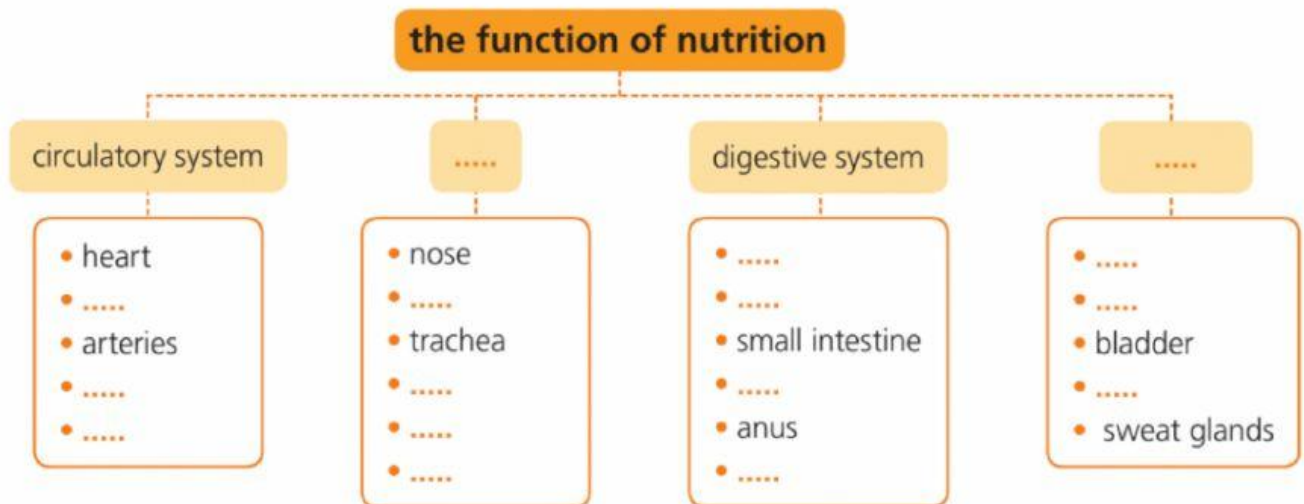 the function of nutrition
circulatory system
.....
digestive system
.....
• heart
• .....
• arteries
• .....
• .....
• nose
• .....
• trachea
• .....
• .....
• .....
• .....
• .....
• small intestine
• .....
• anus
• .....
• .....
• .....
• bladder
• .....
• sweat glands